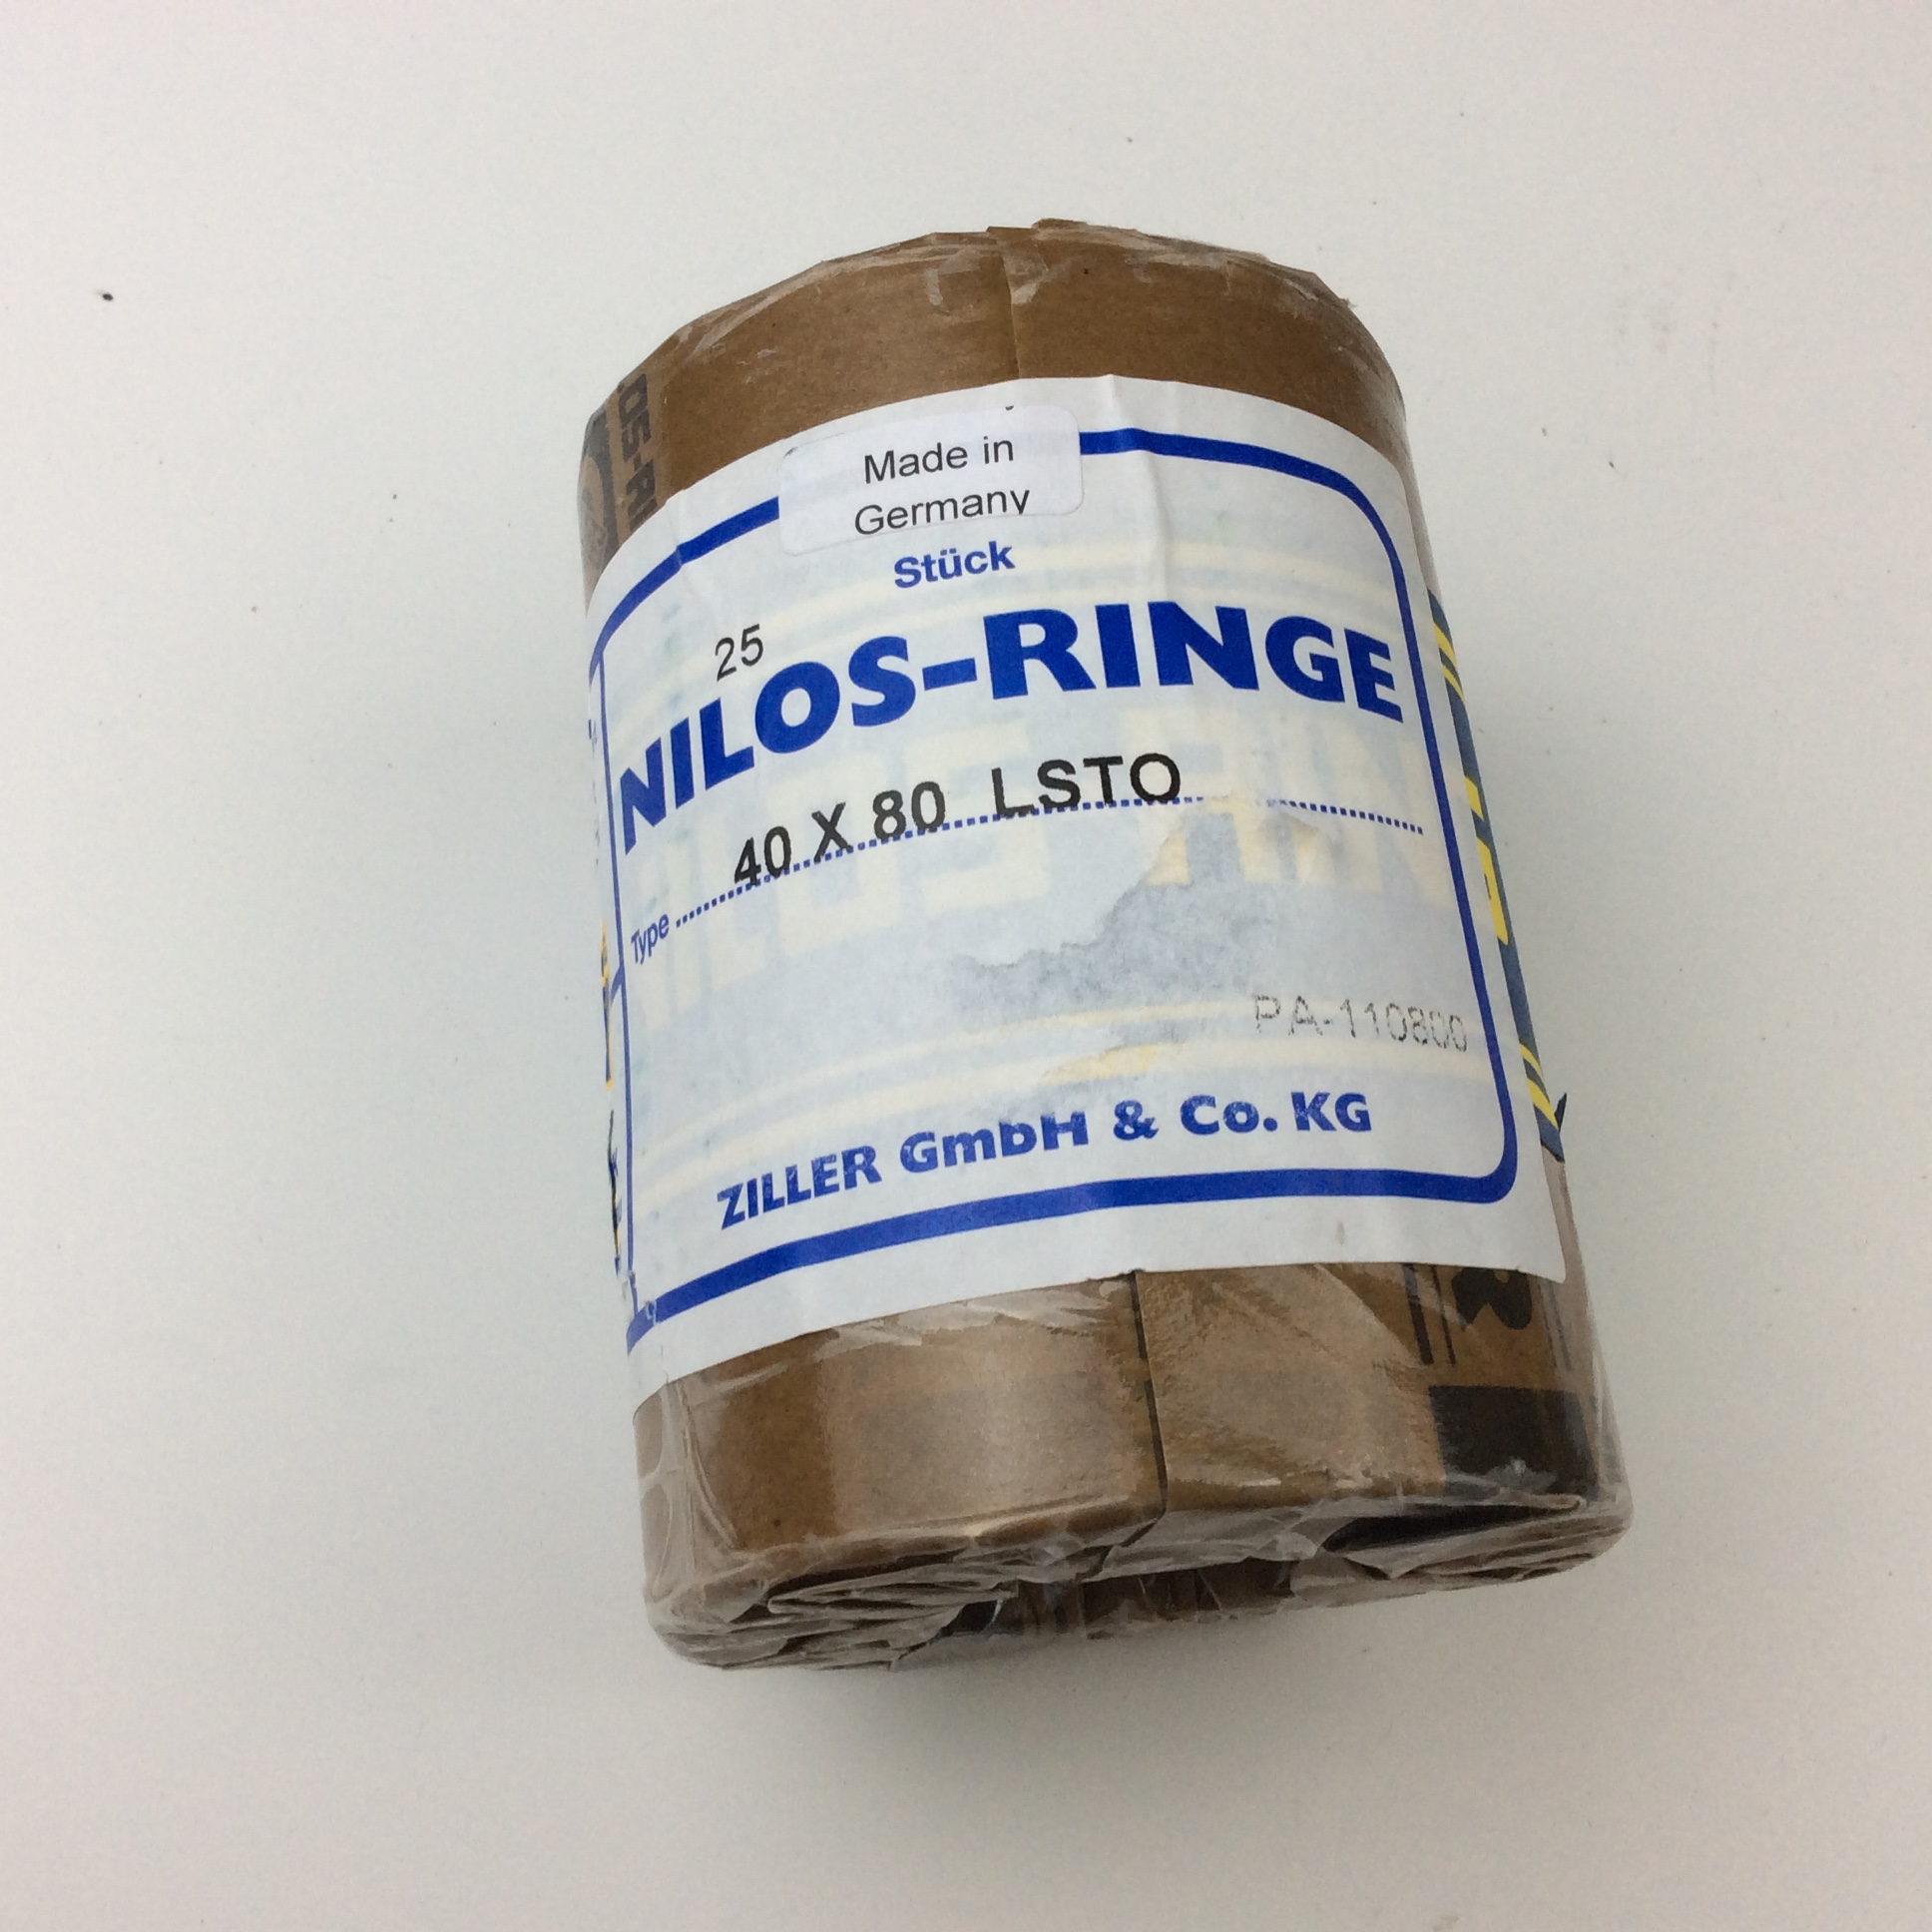 Made in
Germany
Stück
25
NILOS-RINGE
Type 40 X 80 LSTO
PA-110800
ZILLER GmbH & Co. KG